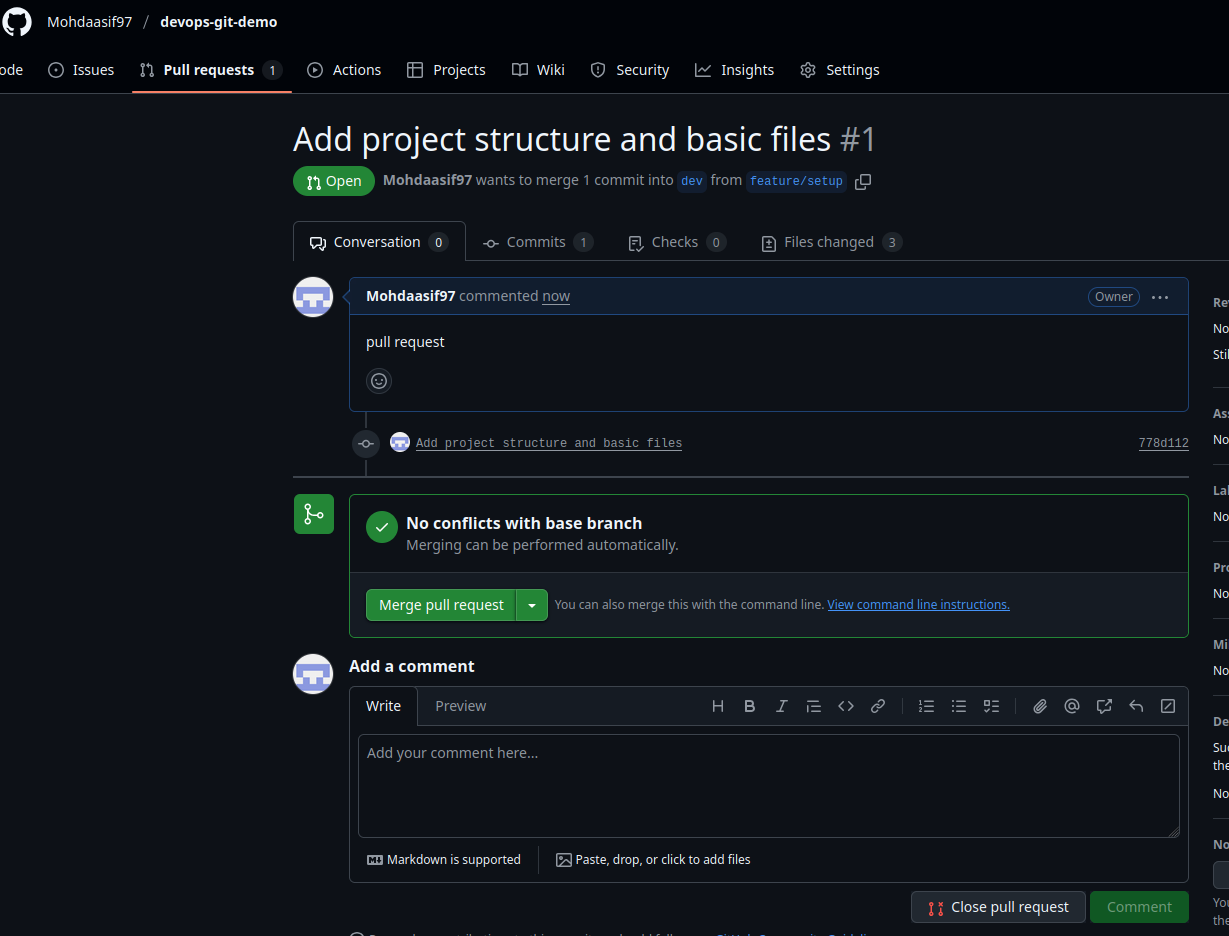 Mohdaasif97 / devops-git-demo
ode Issues Pull requests 1 Actions Projects Wiki Security Insights Settings
Add project structure and basic files #1
Open Mohdaasif97 wants to merge 1 commit into dev from feature/setup
Conversation 0 Commits 1 Checks 0 Files changed 3
Mohdaasif97 commented now Owner
pull request
Add project structure and basic files 778d112
No conflicts with base branch
Merging can be performed automatically.
Merge pull request You can also merge this with the command line. View command line instructions.
Add a comment
Write Preview
Add your comment here...
Markdown is supported Paste, drop, or click to add files
Close pull request Comment
Re
No
Stil
Ass
No
Lab
No
Pro
No
Mi
No
De
Suc
the
No
No
You
the